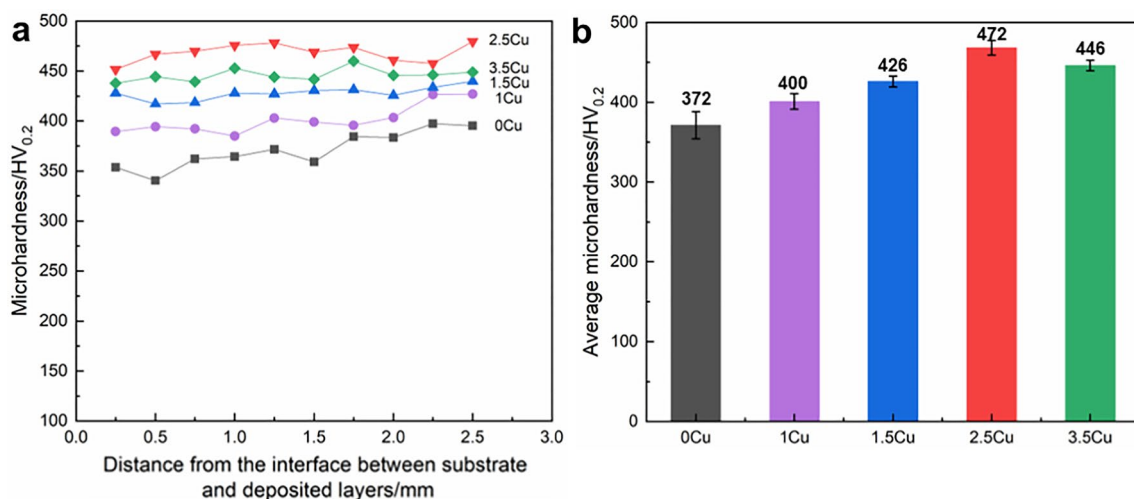 a
500
450
400
350
300
250
200
150
100
Microhardness/HV0.2
2.5Cu
3.5Cu
1.5Cu
1Cu
0Cu
0.0 0.5 1.0 1.5 2.0 2.5 3.0
Distance from the interface between substrate
and deposited layers/mm
b
500
400
300
200
100
0
Average microhardness/HV0.2
372 400 426 472 446
0Cu 1Cu 1.5Cu 2.5Cu 3.5Cu